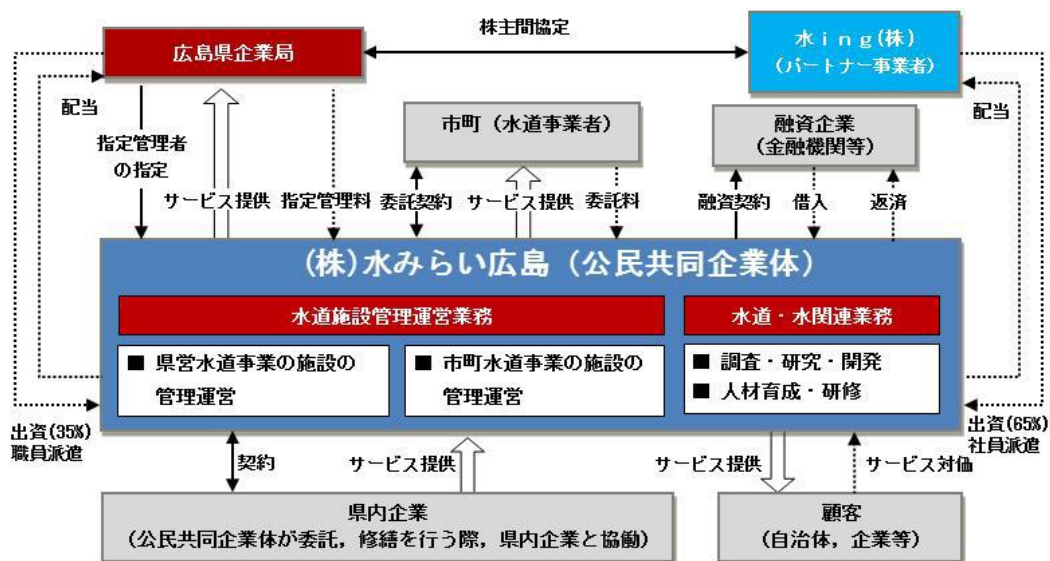 株主間協定
広島県企業局
水ing(株)
(パートナー事業者)
配当
配当
指定管理者
の指定
市町(水道事業者)
融資企業
(金融機関等)
サービス提供
指定管理料
委託契約
サービス提供
委託料
融資契約
借入
返済
(株)水みらい広島(公民共同企業体)
水道施設管理運営業務
水道・水関連業務
■ 県営水道事業の施設の
管理運営
■ 市町水道事業の施設の
管理運営
■ 調査・研究・開発
■ 人材育成・研修
出資(35%)
職員派遣
出資(65%)
社員派遣
契約
サービス提供
サービス提供
サービス対価
県内企業
(公民共同企業体が委託,修繕を行う際,県内企業と協働)
顧客
(自治体,企業等)